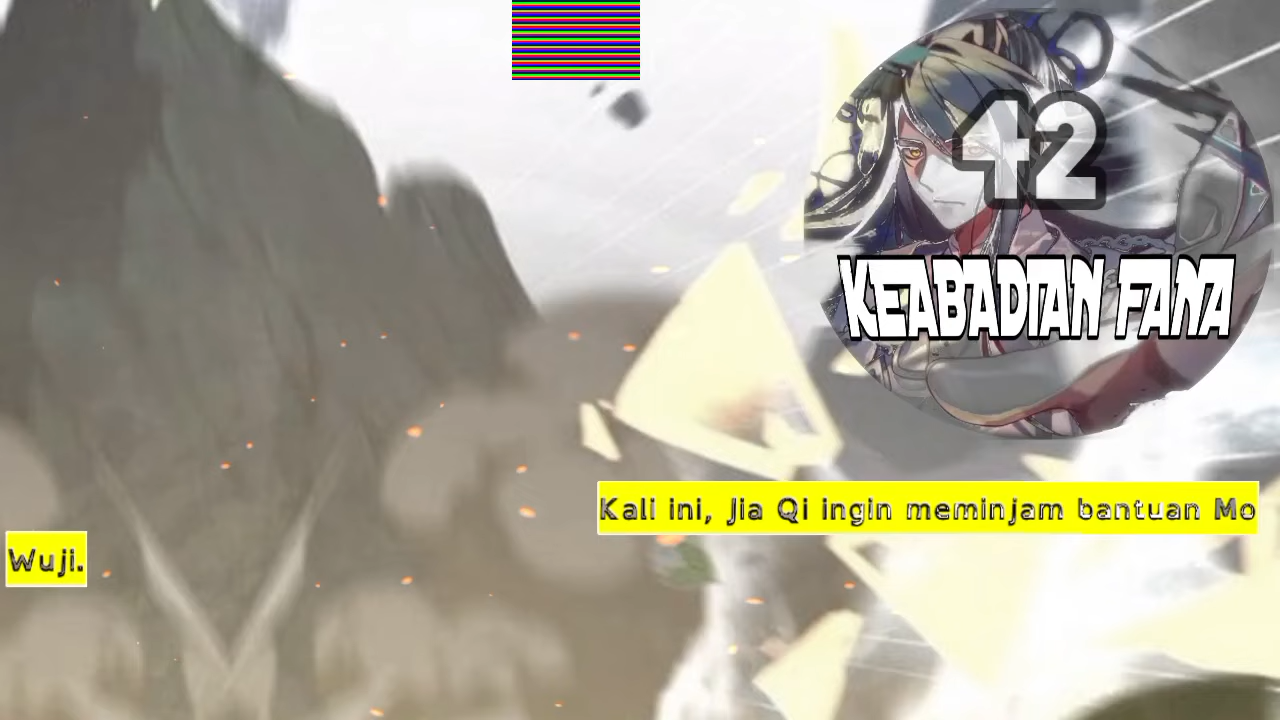 42
KEABADIAN FANA
Kali ini, Jia Qi ingin meminjam bantuan Mo
Wuji.